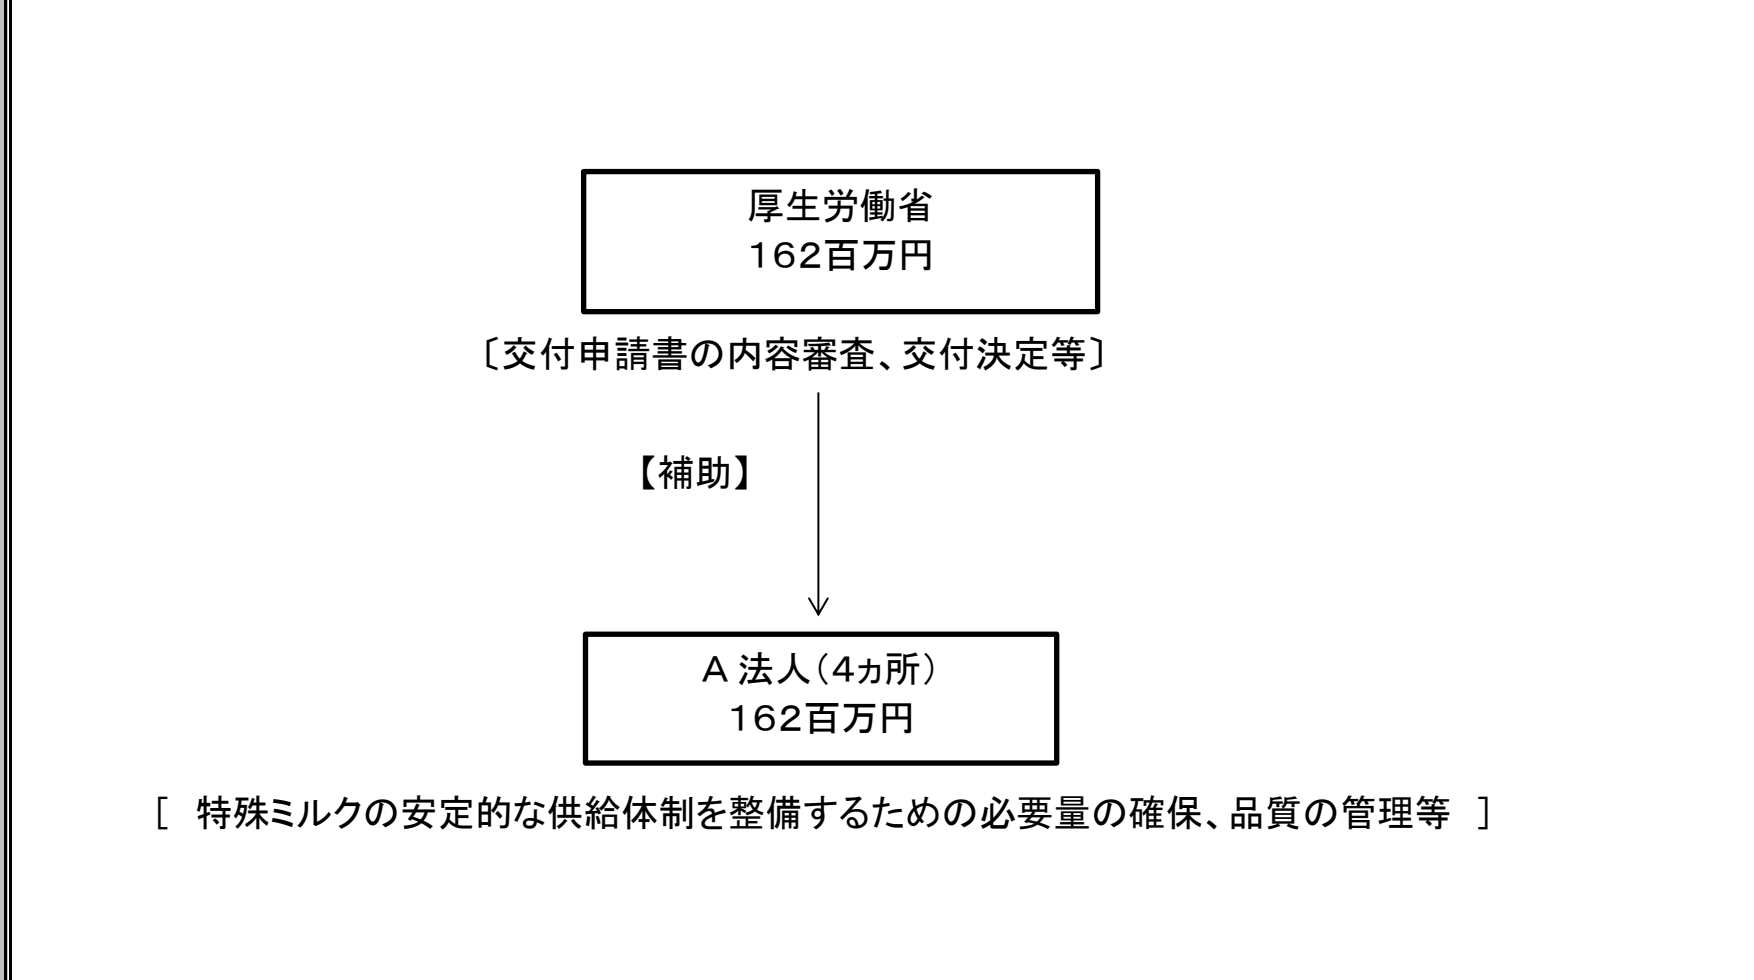 厚生労働省
162百万円
〔交付申請書の内容審査、交付決定等〕
【補助】
A 法人(4ヵ所)
162百万円
[　特殊ミルクの安定的な供給体制を整備するための必要量の確保、品質の管理等　]